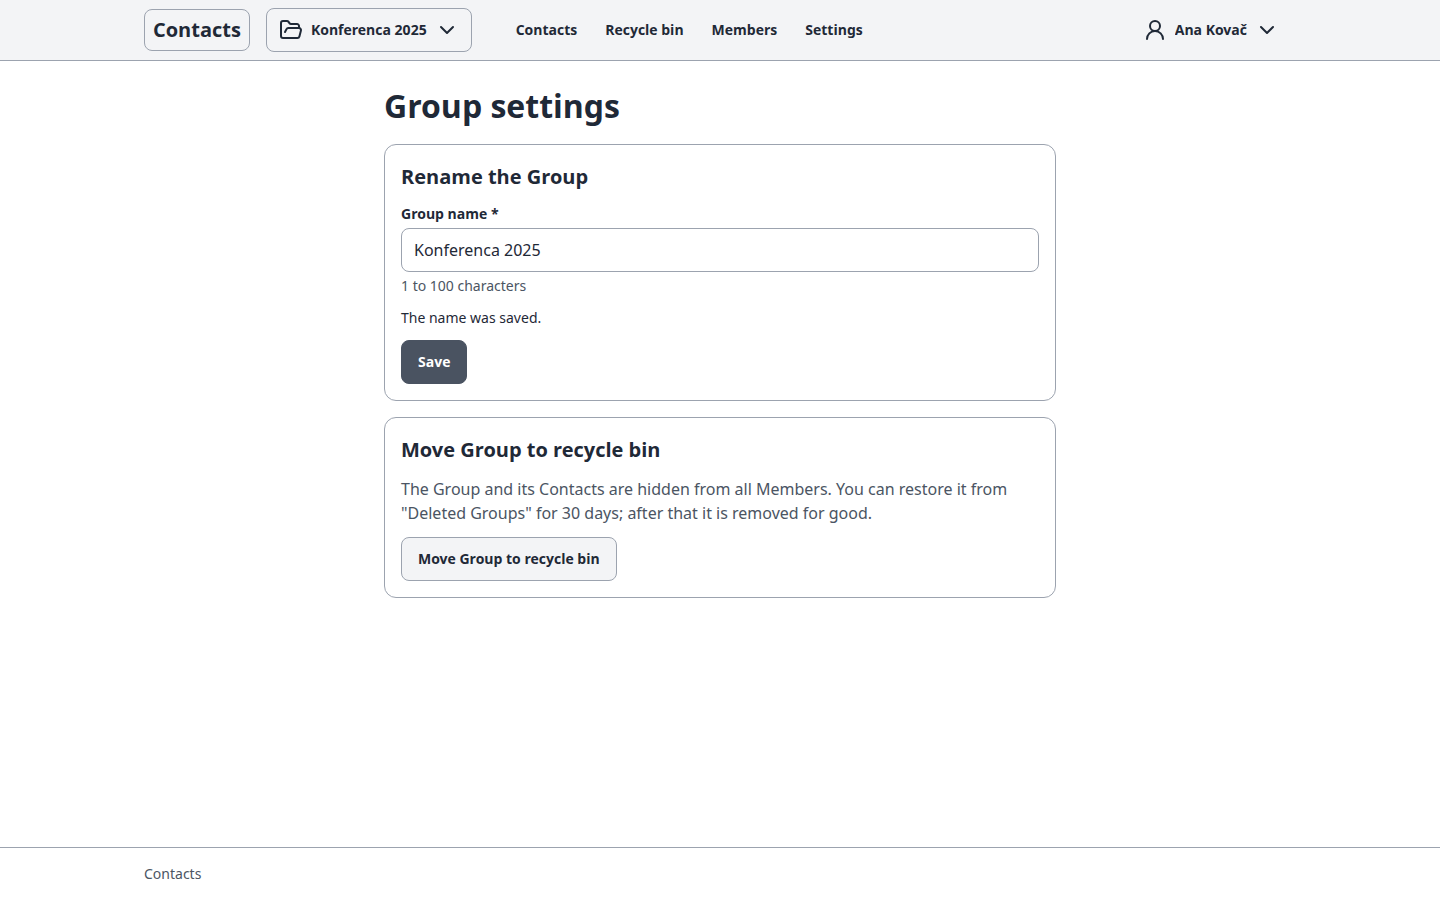 Contacts
Konferenca 2025
Contacts
Recycle bin
Members
Settings
Ana Kovač
Group settings
Rename the Group
Group name *
Konferenca 2025
1 to 100 characters
The name was saved.
Save
Move Group to recycle bin
The Group and its Contacts are hidden from all Members. You can restore it from
"Deleted Groups" for 30 days; after that it is removed for good.
Move Group to recycle bin
Contacts